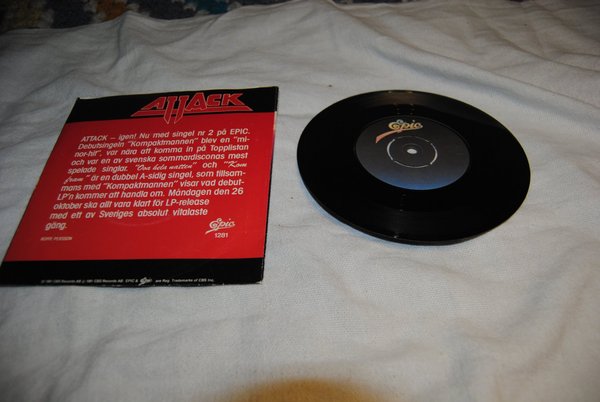 ATTACK
ATTACK — igen! Nu med singel nr 2 på EPIC.
Debutsingeln "Kompaktmannen" blev en "mi-
nor-hit", var nära att komma in på Topplistan
och var en av svenska sommardisconas mest
spelade singlar. "Ooa hela natten" och "Kom
fram" är en dubbel A-sidig singel, som tillsam-
mans med "Kompaktmannen" visar vad debut-
LP'n kommer att handla om. Måndagen den 26
oktober ska allt vara klart för LP-release
med ett av Sveriges absolut vitalaste
gäng.
Epic
1281
Epic